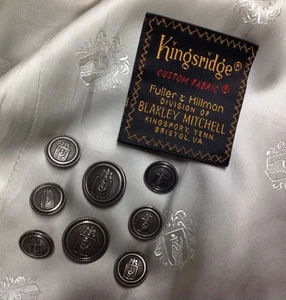 Kingsridge®
CUSTOM FABRIC
Fuller & Hillman
DIVISION OF
BLAKLEY MITCHELL
KINGSPORT, TENN.
BRISTOL, VA